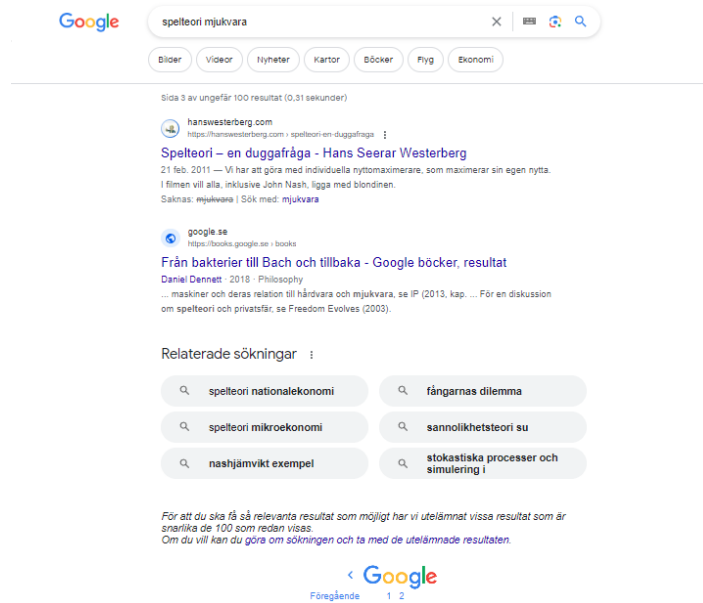 Google
spelteori mjukvara
Bilder Videor Nyheter Kartor Böcker Flyg Ekonomi
Sida 3 av ungefär 100 resultat (0,31 sekunder)
hanswesterberg.com
https://hanswesterberg.com › spelteori-en-duggafraga
Spelteori – en duggafråga - Hans Seerar Westerberg
21 feb. 2011 — Vi har att göra med individuella nyttomaximerare, som maximerar sin egen nytta.
I filmen vill alla, inklusive John Nash, ligga med blondinen.
Saknas: mjukvara | Sök med: mjukvara
google.se
https://books.google.se › books
Från bakterier till Bach och tillbaka - Google böcker, resultat
Daniel Dennett · 2018 · Philosophy
... maskiner och deras relation till hårdvara och mjukvara, se IP (2013, kap. ... För en diskussion
om spelteori och privatsfär, se Freedom Evolves (2003).
Relaterade sökningar
spelteori nationalekonomi
fångarnas dilemma
spelteori mikroekonomi
sannolikhetsteori su
nashjämvikt exempel
stokastiska processer och
simulering i
För att du ska få så relevanta resultat som möjligt har vi utelämnat vissa resultat som är
snarlika de 100 som redan visas.
Om du vill kan du göra om sökningen och ta med de utelämnade resultaten.
< Google
Föregående 1 2